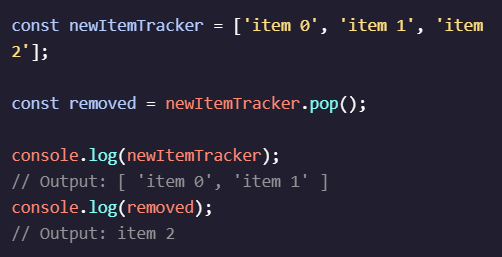 const newItemTracker = ['item 0', 'item 1', 'item
2'];
const removed = newItemTracker.pop();
console.log(newItemTracker);
// Output: [ 'item 0', 'item 1' ]
console.log(removed);
// Output: item 2